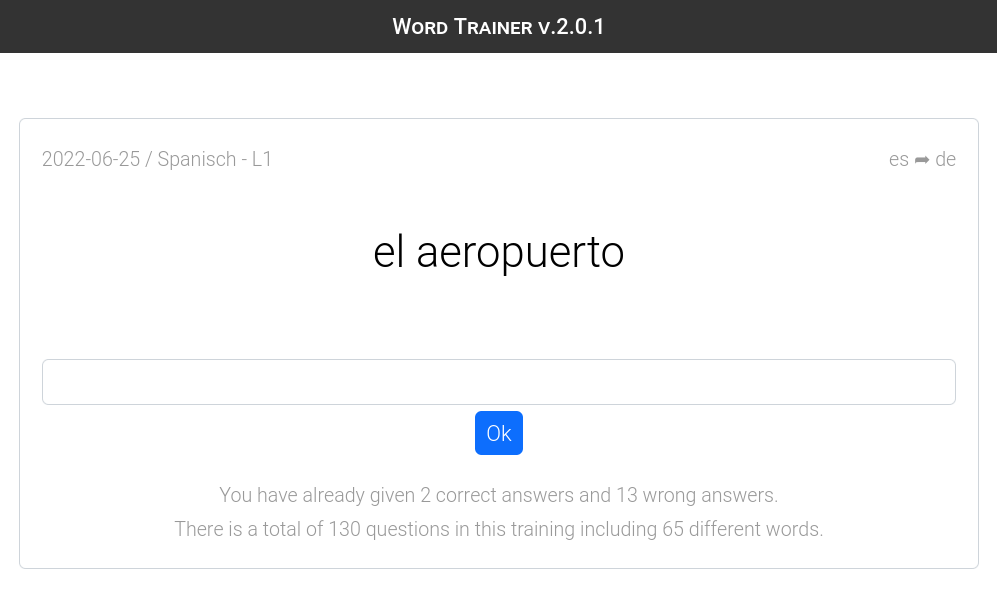 Word Trainer v.2.0.1
2022-06-25 / Spanisch - L1
es ➦ de
el aeropuerto
Ok
You have already given 2 correct answers and 13 wrong answers.
There is a total of 130 questions in this training including 65 different words.